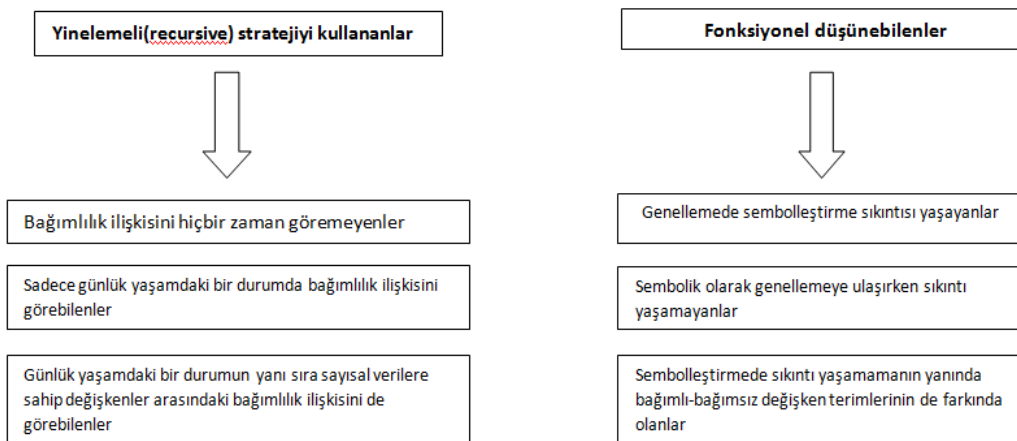 Yinelemeli(recursive) stratejiyi kullananlar
Bağımlılık ilişkisini hiçbir zaman göremeyenler
Sadece günlük yaşamdaki bir durumda bağımlılık ilişkisini
görebilenler
Günlük yaşamdaki bir durumun yanı sıra sayısal verilere
sahip değişkenler arasındaki bağımlılık ilişkisini de
görebilenler
Fonksiyonel düşünebilenler
Genellemede sembolleştirme sıkıntısı yaşayanlar
Sembolik olarak genellemeye ulaşırken sıkıntı
yaşamayanlar
Sembolleştirmede sıkıntı yaşamamanın yanında
bağımlı-bağımsız değişken terimlerinin de farkında
olanlar